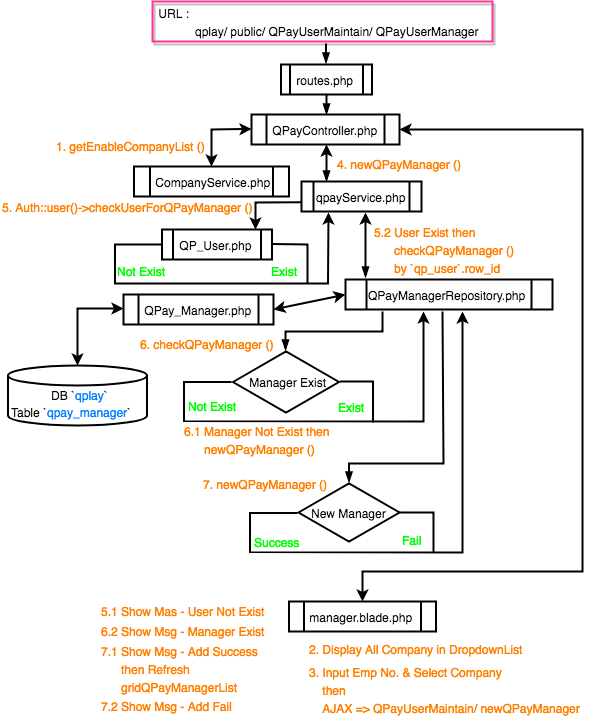 URL :
qplay/ public/ QPayUserMaintain/ QPayUserManager
routes.php
QPayController.php
1. getEnableCompanyList ()
4. newQPayManager ()
CompanyService.php
qpayService.php
5. Auth::user()->checkUserForQPayManager ()
5.2 User Exist then
checkQPayManager ()
by `qp_user`.row_id
QP_User.php
Not Exist
Exist
QPayManagerRepository.php
QPay_Manager.php
6. checkQPayManager ()
Manager Exist
DB `qplay`
Table `qpay_manager`
Not Exist
Exist
6.1 Manager Not Exist then
newQPayManager ()
7. newQPayManager ()
New Manager
Success
Fail
manager.blade.php
5.1 Show Mas - User Not Exist
6.2 Show Msg - Manager Exist
7.1 Show Msg - Add Success
then Refresh
gridQPayManagerList
7.2 Show Msg - Add Fail
2. Display All Company in DropdownList
3. Input Emp No. & Select Company
then
AJAX => QPayUserMaintain/ newQPayManager